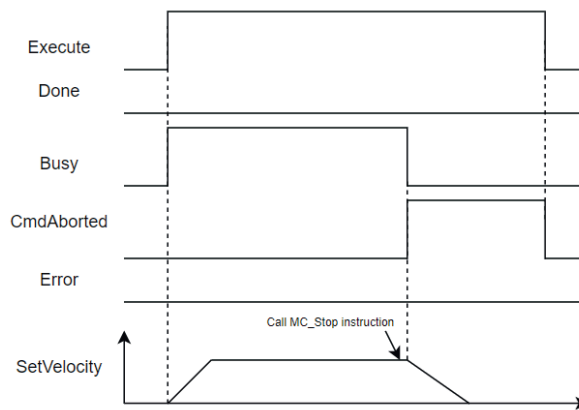 Execute
Done
Busy
CmdAborted
Error
Call MC_Stop instruction
SetVelocity